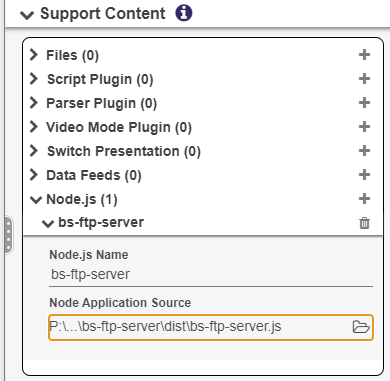 Support Content
Files (0)
Script Plugin (0)
Parser Plugin (0)
Video Mode Plugin (0)
Switch Presentation (0)
Data Feeds (0)
Node.js (1)
bs-ftp-server
Node.js Name
bs-ftp-server
Node Application Source
P:\...\bs-ftp-server\dist\bs-ftp-server.js